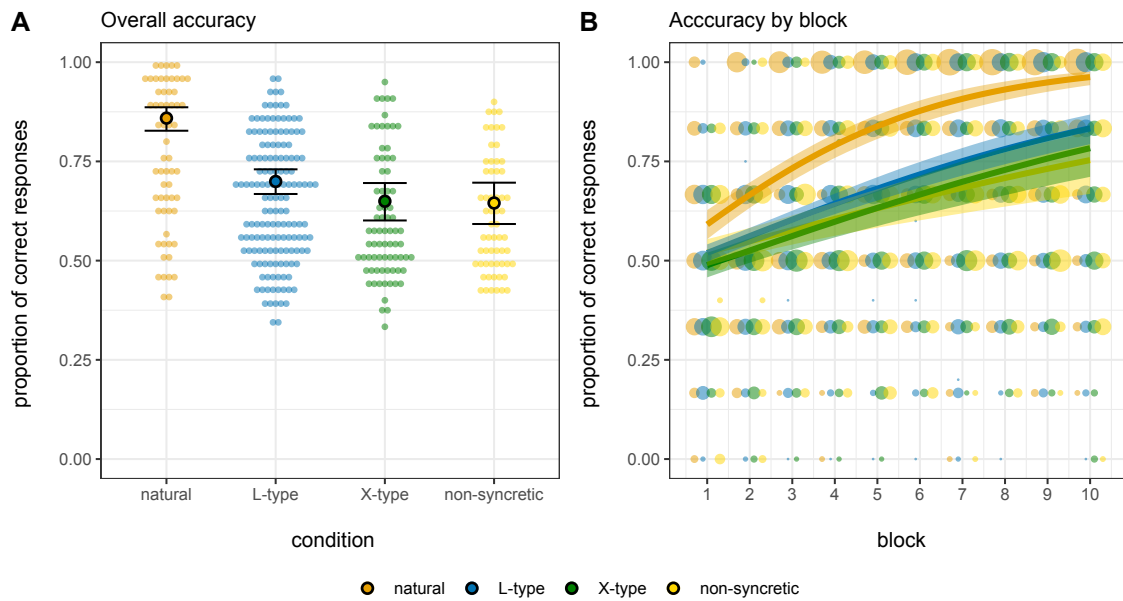 A
Overall accuracy
1.00
0.75
0.50
0.25
0.00
proportion of correct responses
natural
L-type
X-type
non-syncretic
condition
B
Acccuracy by block
1.00
0.75
0.50
0.25
0.00
proportion of correct responses
1 2 3 4 5 6 7 8 9 10
block
natural L-type X-type non-syncretic